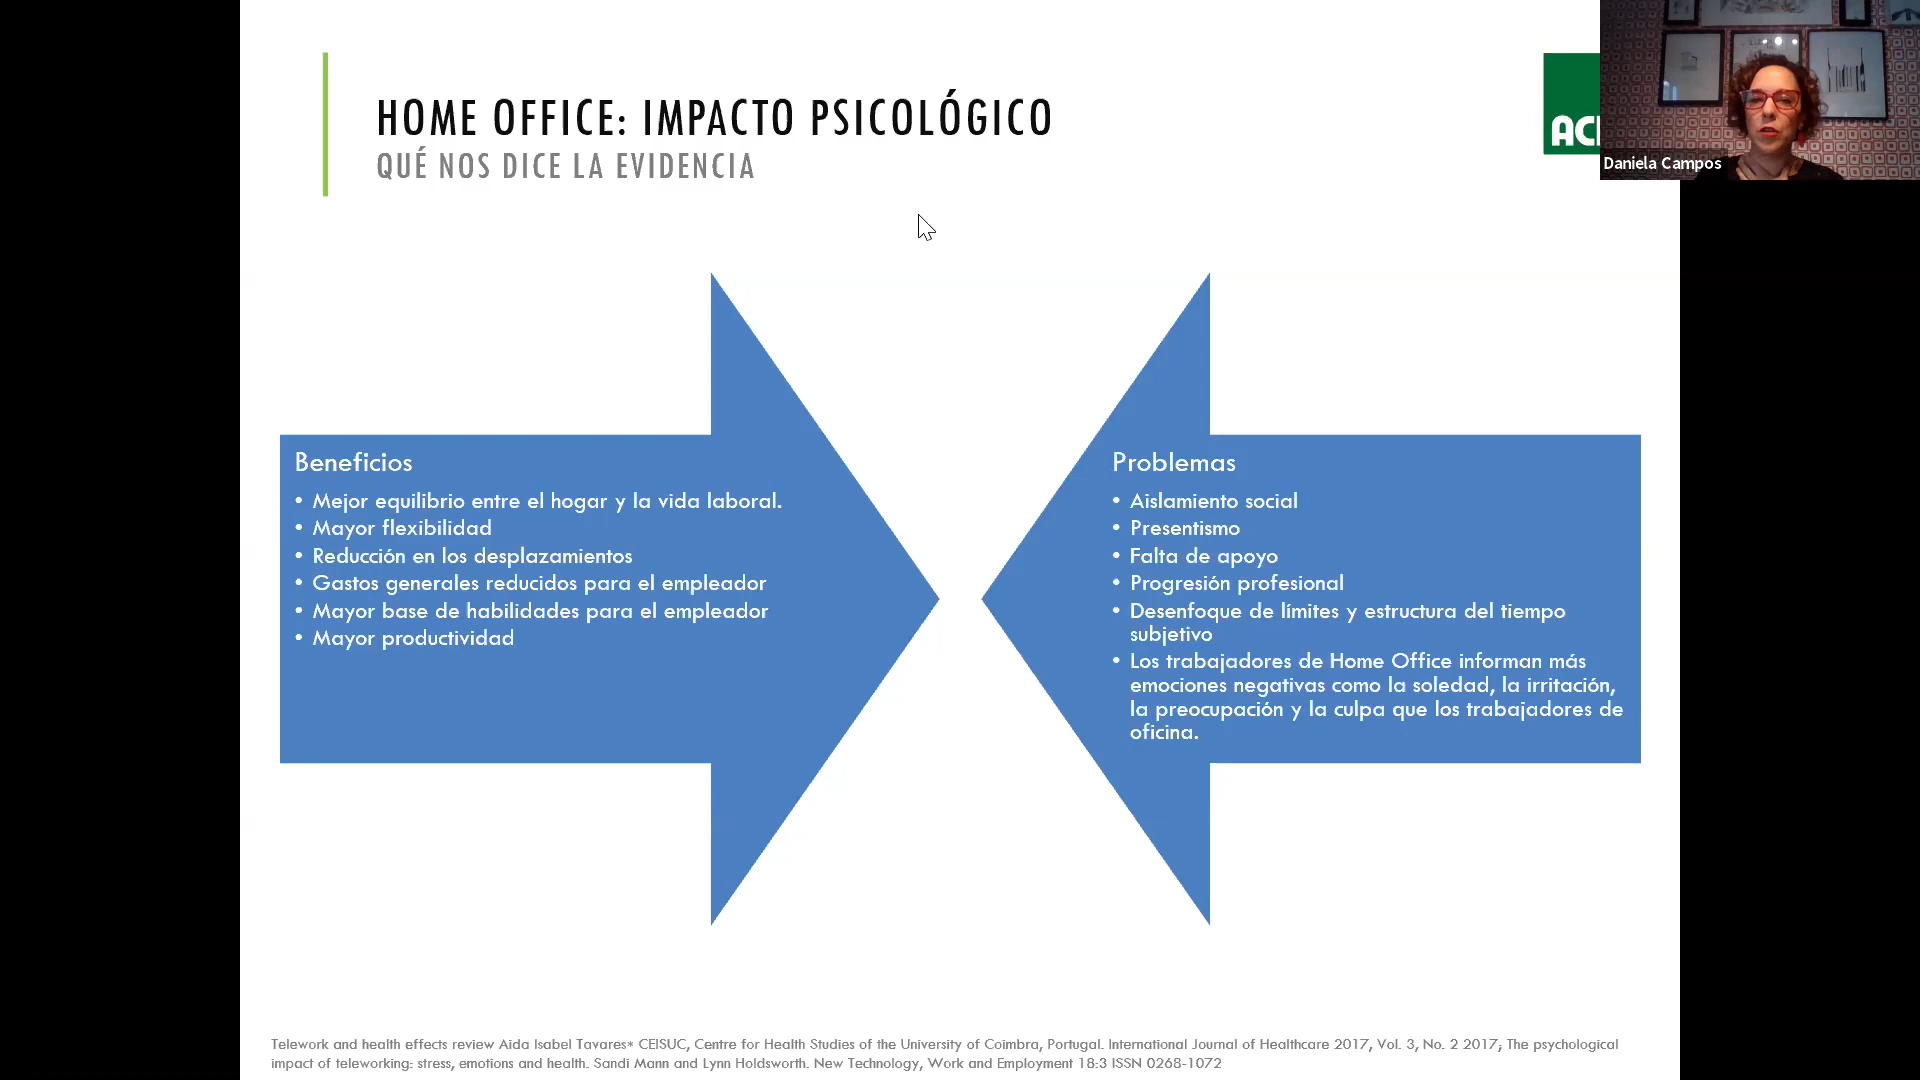 HOME OFFICE: IMPACTO PSICOLÓGICO
QUÉ NOS DICE LA EVIDENCIA
Daniela Campos
Beneficios
• Mejor equilibrio entre el hogar y la vida laboral.
• Mayor flexibilidad
• Reducción en los desplazamientos
• Gastos generales reducidos para el empleador
• Mayor base de habilidades para el empleador
• Mayor productividad
Problemas
• Aislamiento social
• Presentismo
• Falta de apoyo
• Progresión profesional
• Desenfoque de límites y estructura del tiempo
subjetivo
• Los trabajadores de Home Office informan más
emociones negativas como la soledad, la irritación,
la preocupación y la culpa que los trabajadores de
oficina.
Telework and health effects review Aida Isabel Tavares* CEISUC, Centre for Health Studies of the University of Coimbra, Portugal. International Journal of Healthcare 2017, Vol. 3, No. 2 2017; The psychological
impact of teleworking: stress, emotions and health. Sandi Mann and Lynn Holdsworth. New Technology, Work and Employment 18:3 ISSN 0268-1072